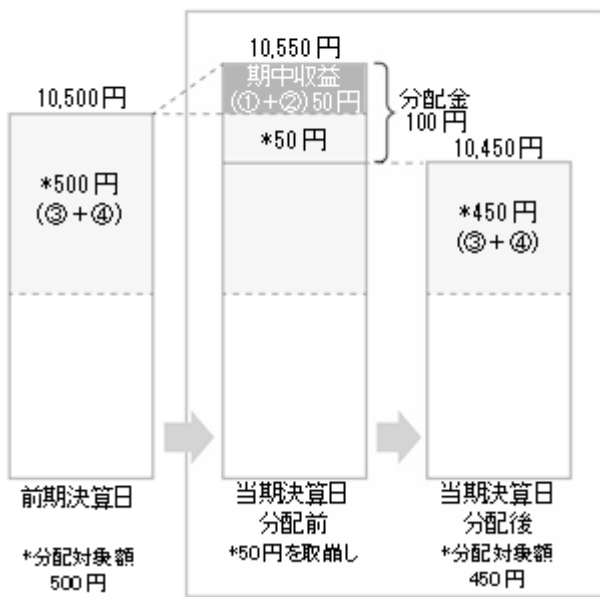 10,500円
*500円
(③+④)
前期決算日
*分配対象額
500円
10,550円
期中収益
(①+②)50円
*50円
分配金
100円
当期決算日
分配前
*50円を取崩し
10,450円
*450円
(③+④)
当期決算日
分配後
*分配対象額
450円